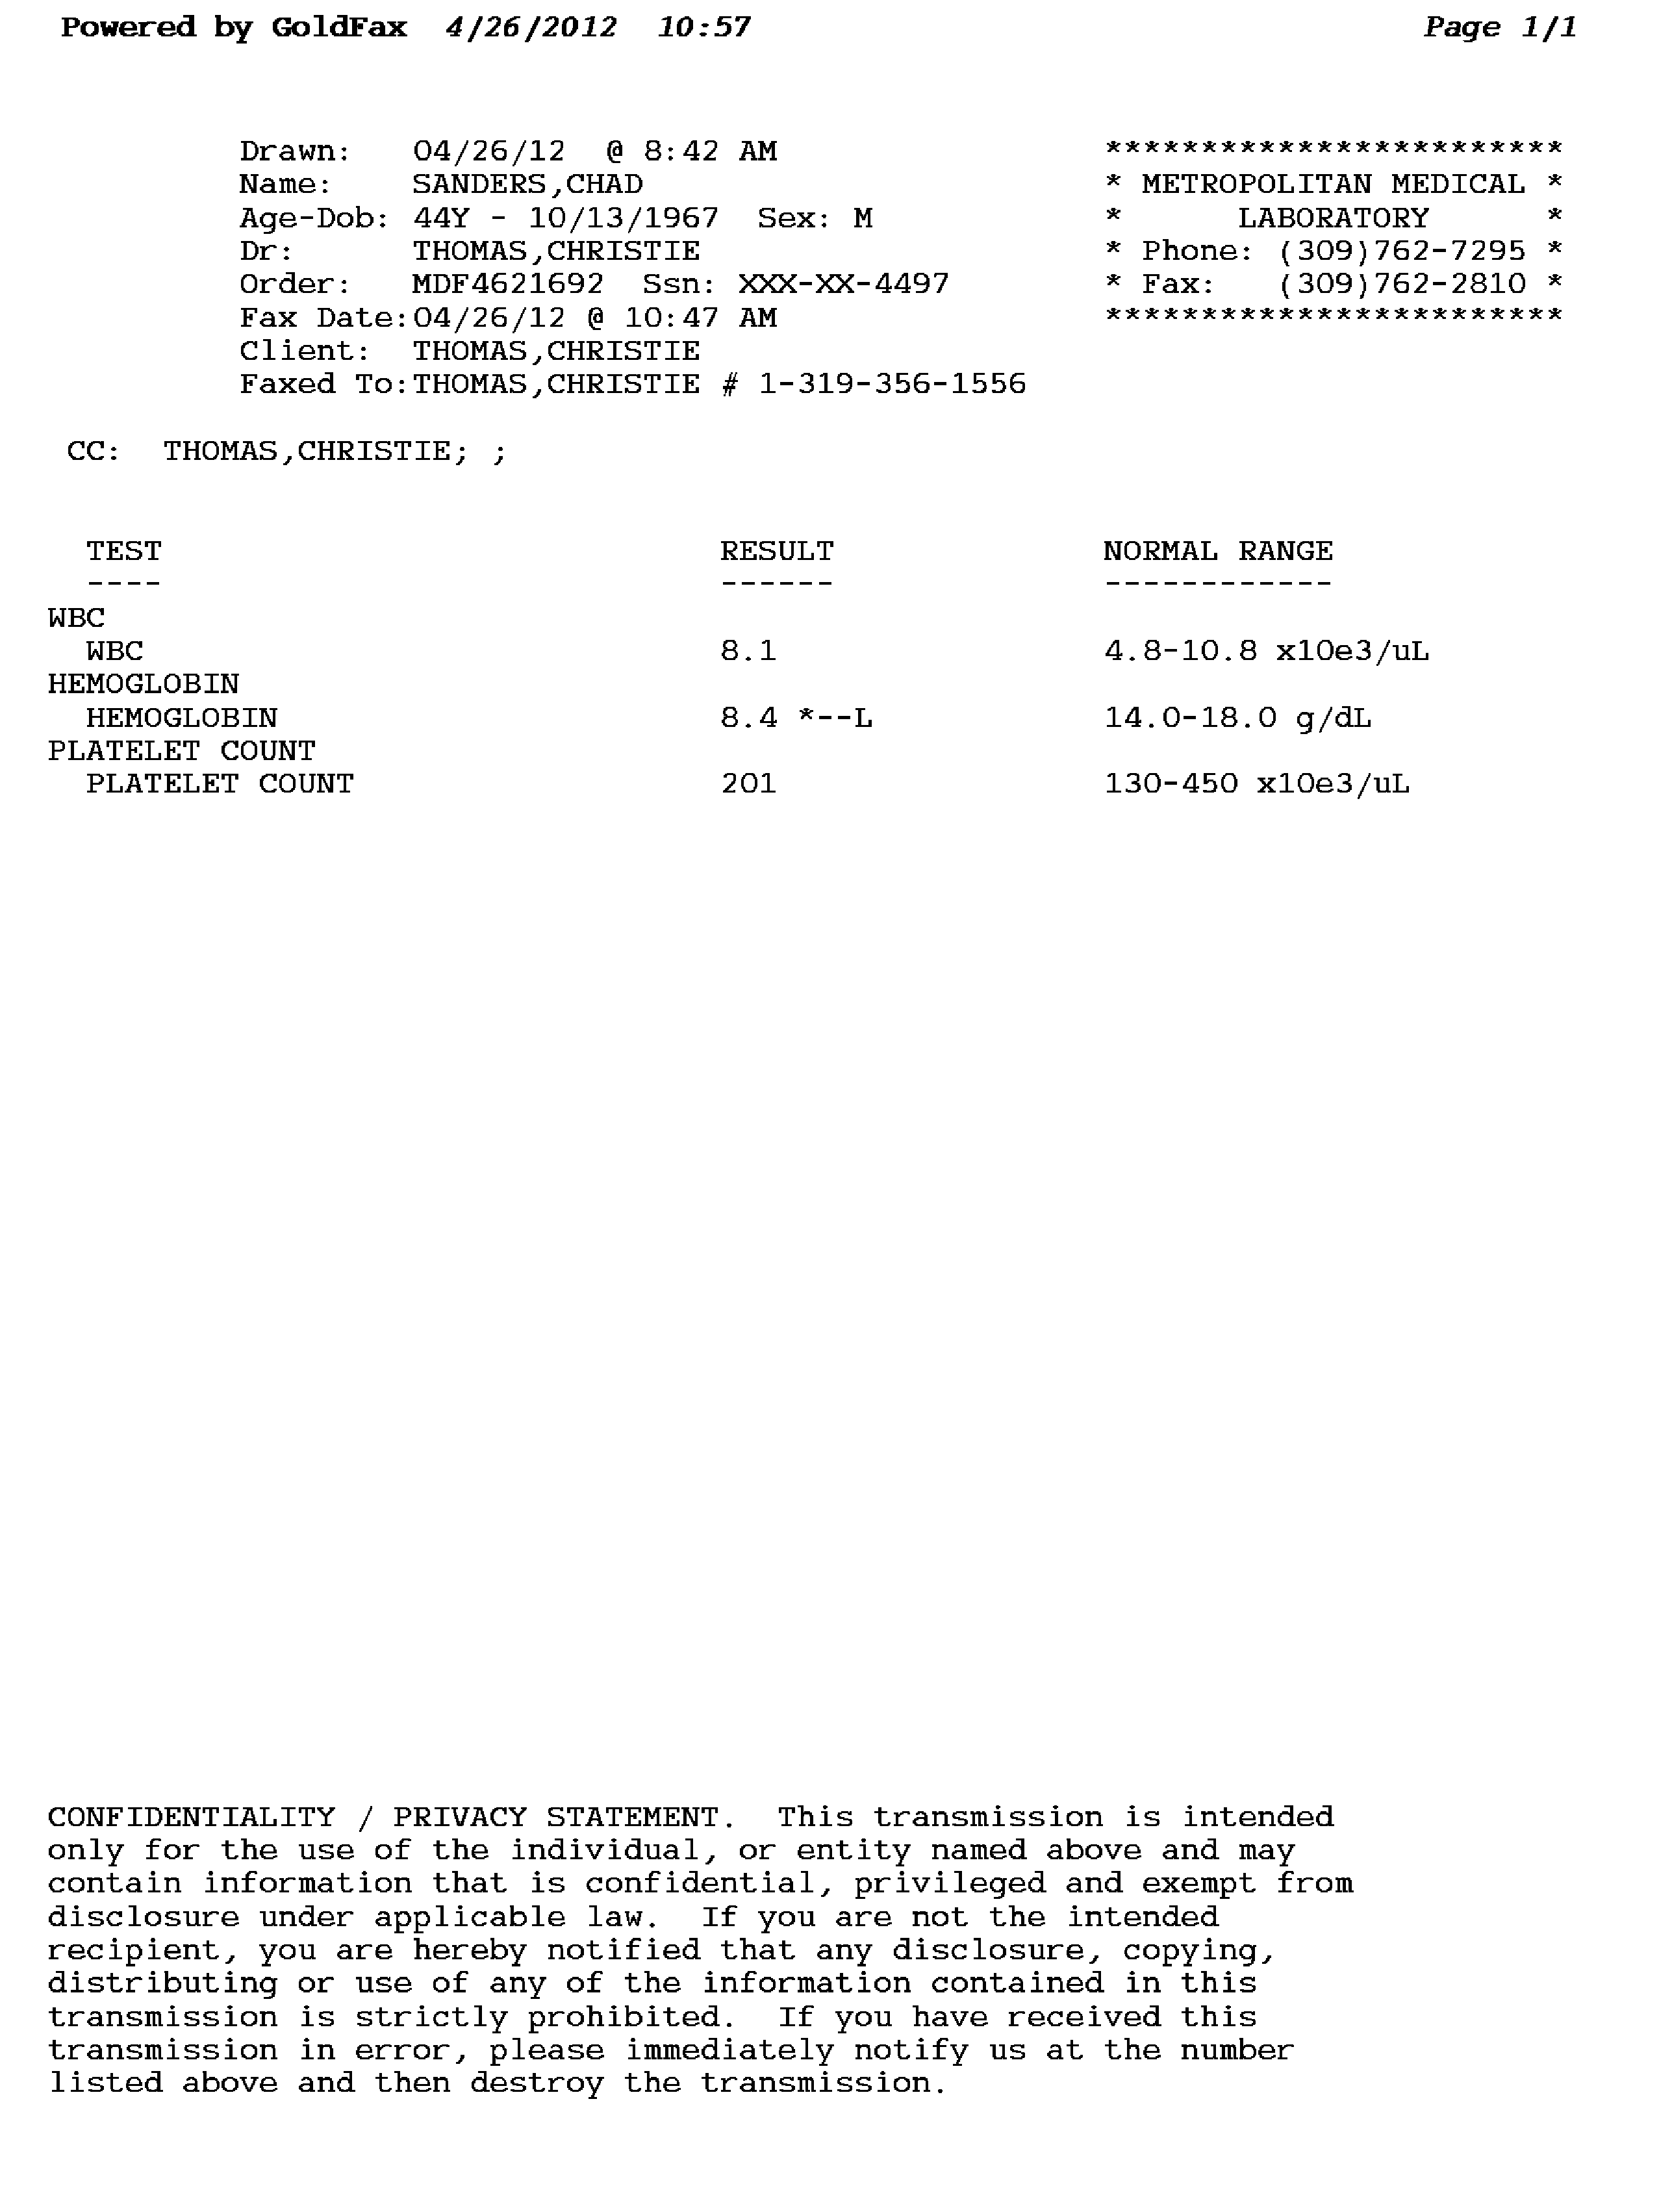 Powered by GoldFax 4/26/2012 10:57 Page 1/1
Drawn: 04/26/12 @ 8:42 AM ************************
Name: SANDERS,CHAD * METROPOLITAN MEDICAL *
Age-Dob: 44Y - 10/13/1967 Sex: M * LABORATORY *
Dr: THOMAS,CHRISTIE * Phone: (309)762-7295 *
Order: MDF4621692 Ssn: XXX-XX-4497 * Fax: (309)762-2810 *
Fax Date:04/26/12 @ 10:47 AM ************************
Client: THOMAS,CHRISTIE
Faxed To:THOMAS,CHRISTIE # 1-319-356-1556
CC: THOMAS,CHRISTIE; ;
TEST RESULT NORMAL RANGE
---- ------ ------------
WBC
WBC 8.1 4.8-10.8 x10e3/uL
HEMOGLOBIN
HEMOGLOBIN 8.4 *--L 14.0-18.0 g/dL
PLATELET COUNT
PLATELET COUNT 201 130-450 x10e3/uL
CONFIDENTIALITY / PRIVACY STATEMENT. This transmission is intended
only for the use of the individual, or entity named above and may
contain information that is confidential, privileged and exempt from
disclosure under applicable law. If you are not the intended
recipient, you are hereby notified that any disclosure, copying,
distributing or use of any of the information contained in this
transmission is strictly prohibited. If you have received this
transmission in error, please immediately notify us at the number
listed above and then destroy the transmission.